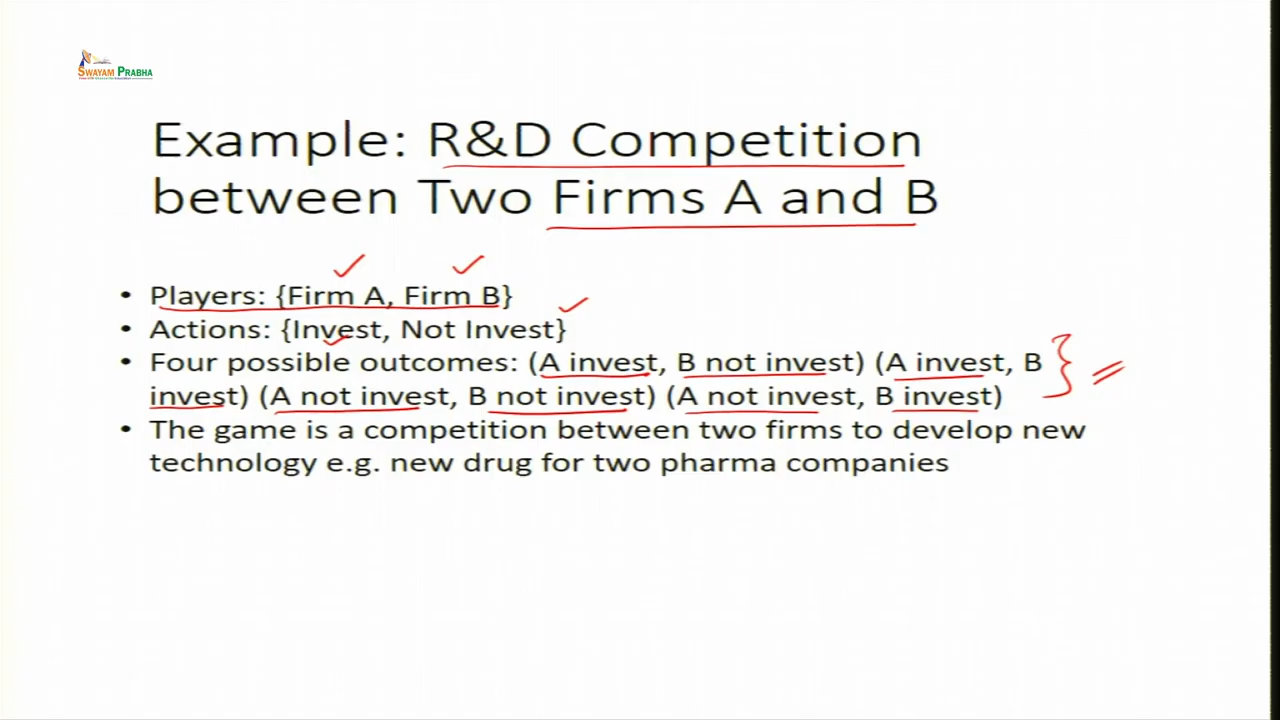 SWAYAM PRABHA
Example: R&D Competition
between Two Firms A and B
• Players: {Firm A, Firm B}
• Actions: {Invest, Not Invest}
• Four possible outcomes: (A invest, B not invest) (A invest, B
invest) (A not invest, B not invest) (A not invest, B invest)
• The game is a competition between two firms to develop new
technology e.g. new drug for two pharma companies